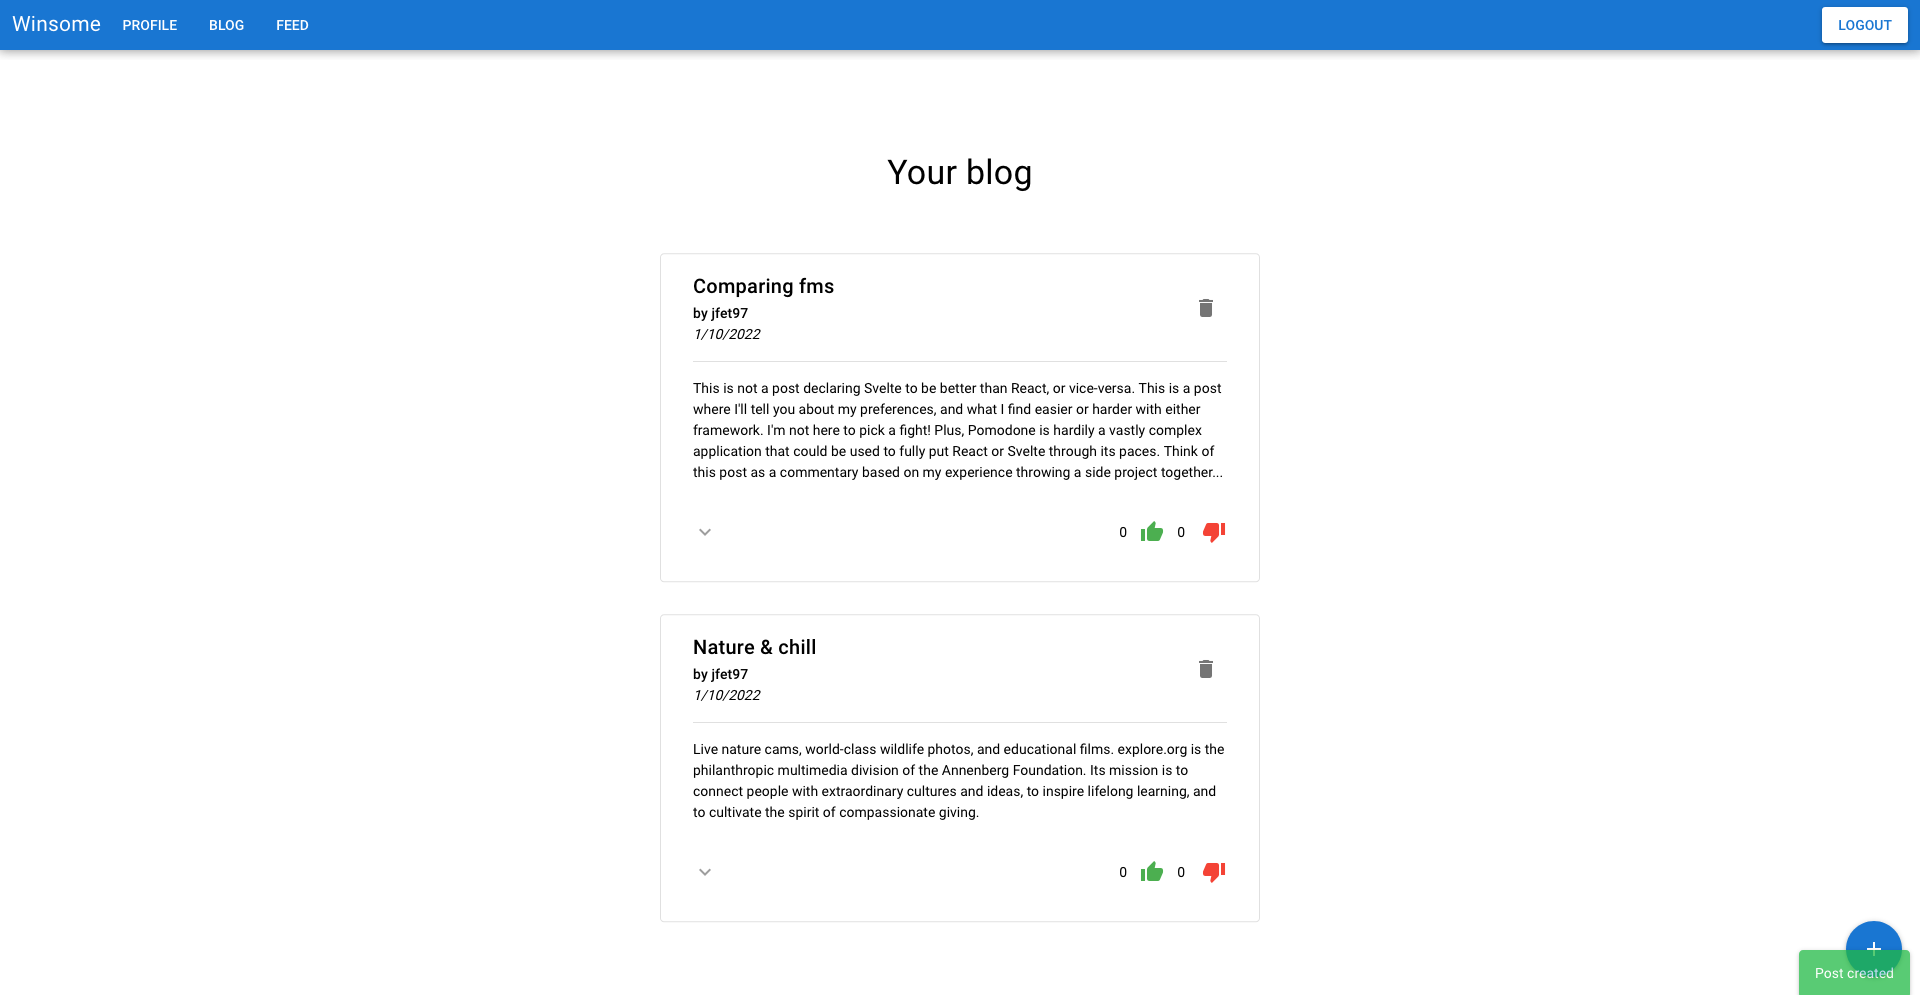 Winsome PROFILE BLOG FEED LOGOUT
Your blog
Comparing fms
by jfet97
1/10/2022
This is not a post declaring Svelte to be better than React, or vice-versa. This is a post
where I'll tell you about my preferences, and what I find easier or harder with either
framework. I'm not here to pick a fight! Plus, Pomodone is hardily a vastly complex
application that could be used to fully put React or Svelte through its paces. Think of
this post as a commentary based on my experience throwing a side project together...
0 0
Nature & chill
by jfet97
1/10/2022
Live nature cams, world-class wildlife photos, and educational films. explore.org is the
philanthropic multimedia division of the Annenberg Foundation. Its mission is to
connect people with extraordinary cultures and ideas, to inspire lifelong learning, and
to cultivate the spirit of compassionate giving.
0 0
Post created